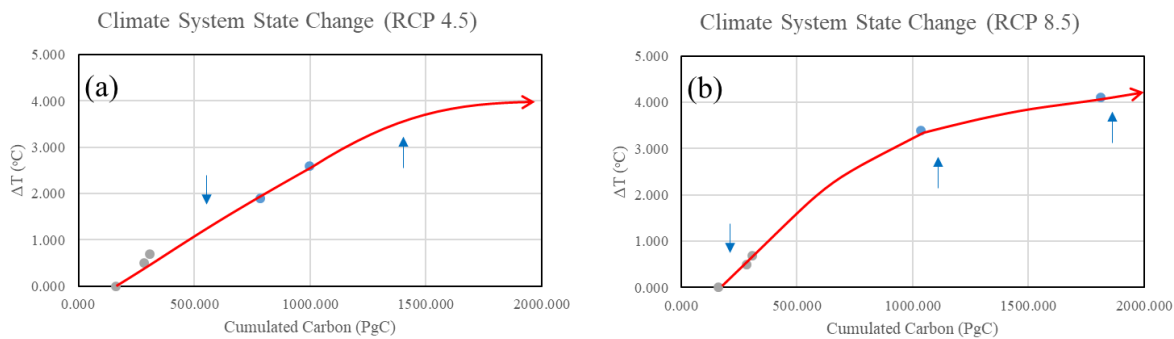 Climate System State Change (RCP 4.5)
5.000
4.000
3.000
2.000
1.000
0.000
ΔT (°C)
(a)
0.000 500.000 1000.000 1500.000 2000.000
Cumulated Carbon (PgC)
Climate System State Change (RCP 8.5)
5.000
4.000
3.000
2.000
1.000
0.000
ΔT (°C)
(b)
0.000 500.000 1000.000 1500.000 2000.000
Cumulated Carbon (PgC)